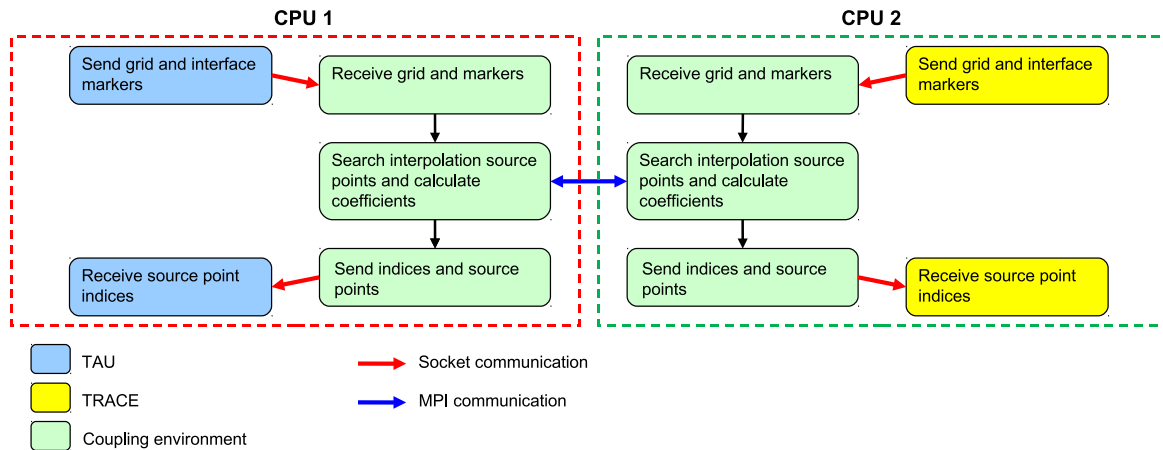 CPU 1
CPU 2
Send grid and interface
markers
Receive grid and markers
Receive grid and markers
Send grid and interface
markers
Search interpolation source
points and calculate
coefficients
Search interpolation source
points and calculate
coefficients
Receive source point
indices
Send indices and source
points
Send indices and source
points
Receive source point
indices
TAU
Socket communication
TRACE
MPI communication
Coupling environment